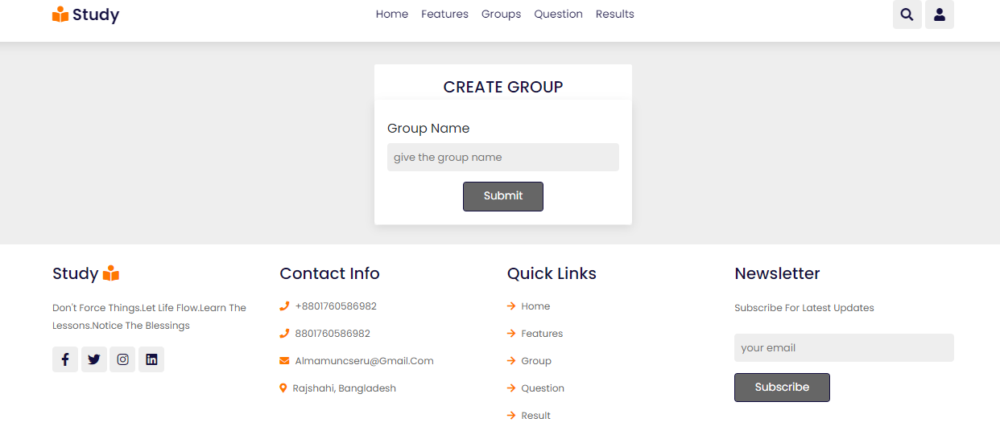 Study
Home Features Groups Question Results
CREATE GROUP
Group Name
give the group name
Submit
Study
Don't Force Things.Let Life Flow.Learn The
Lessons.Notice The Blessings
Contact Info
+8801760586982
8801760586982
Almamuncseru@Gmail.Com
Rajshahi, Bangladesh
Quick Links
Home
Features
Group
Question
Result
Newsletter
Subscribe For Latest Updates
your email
Subscribe